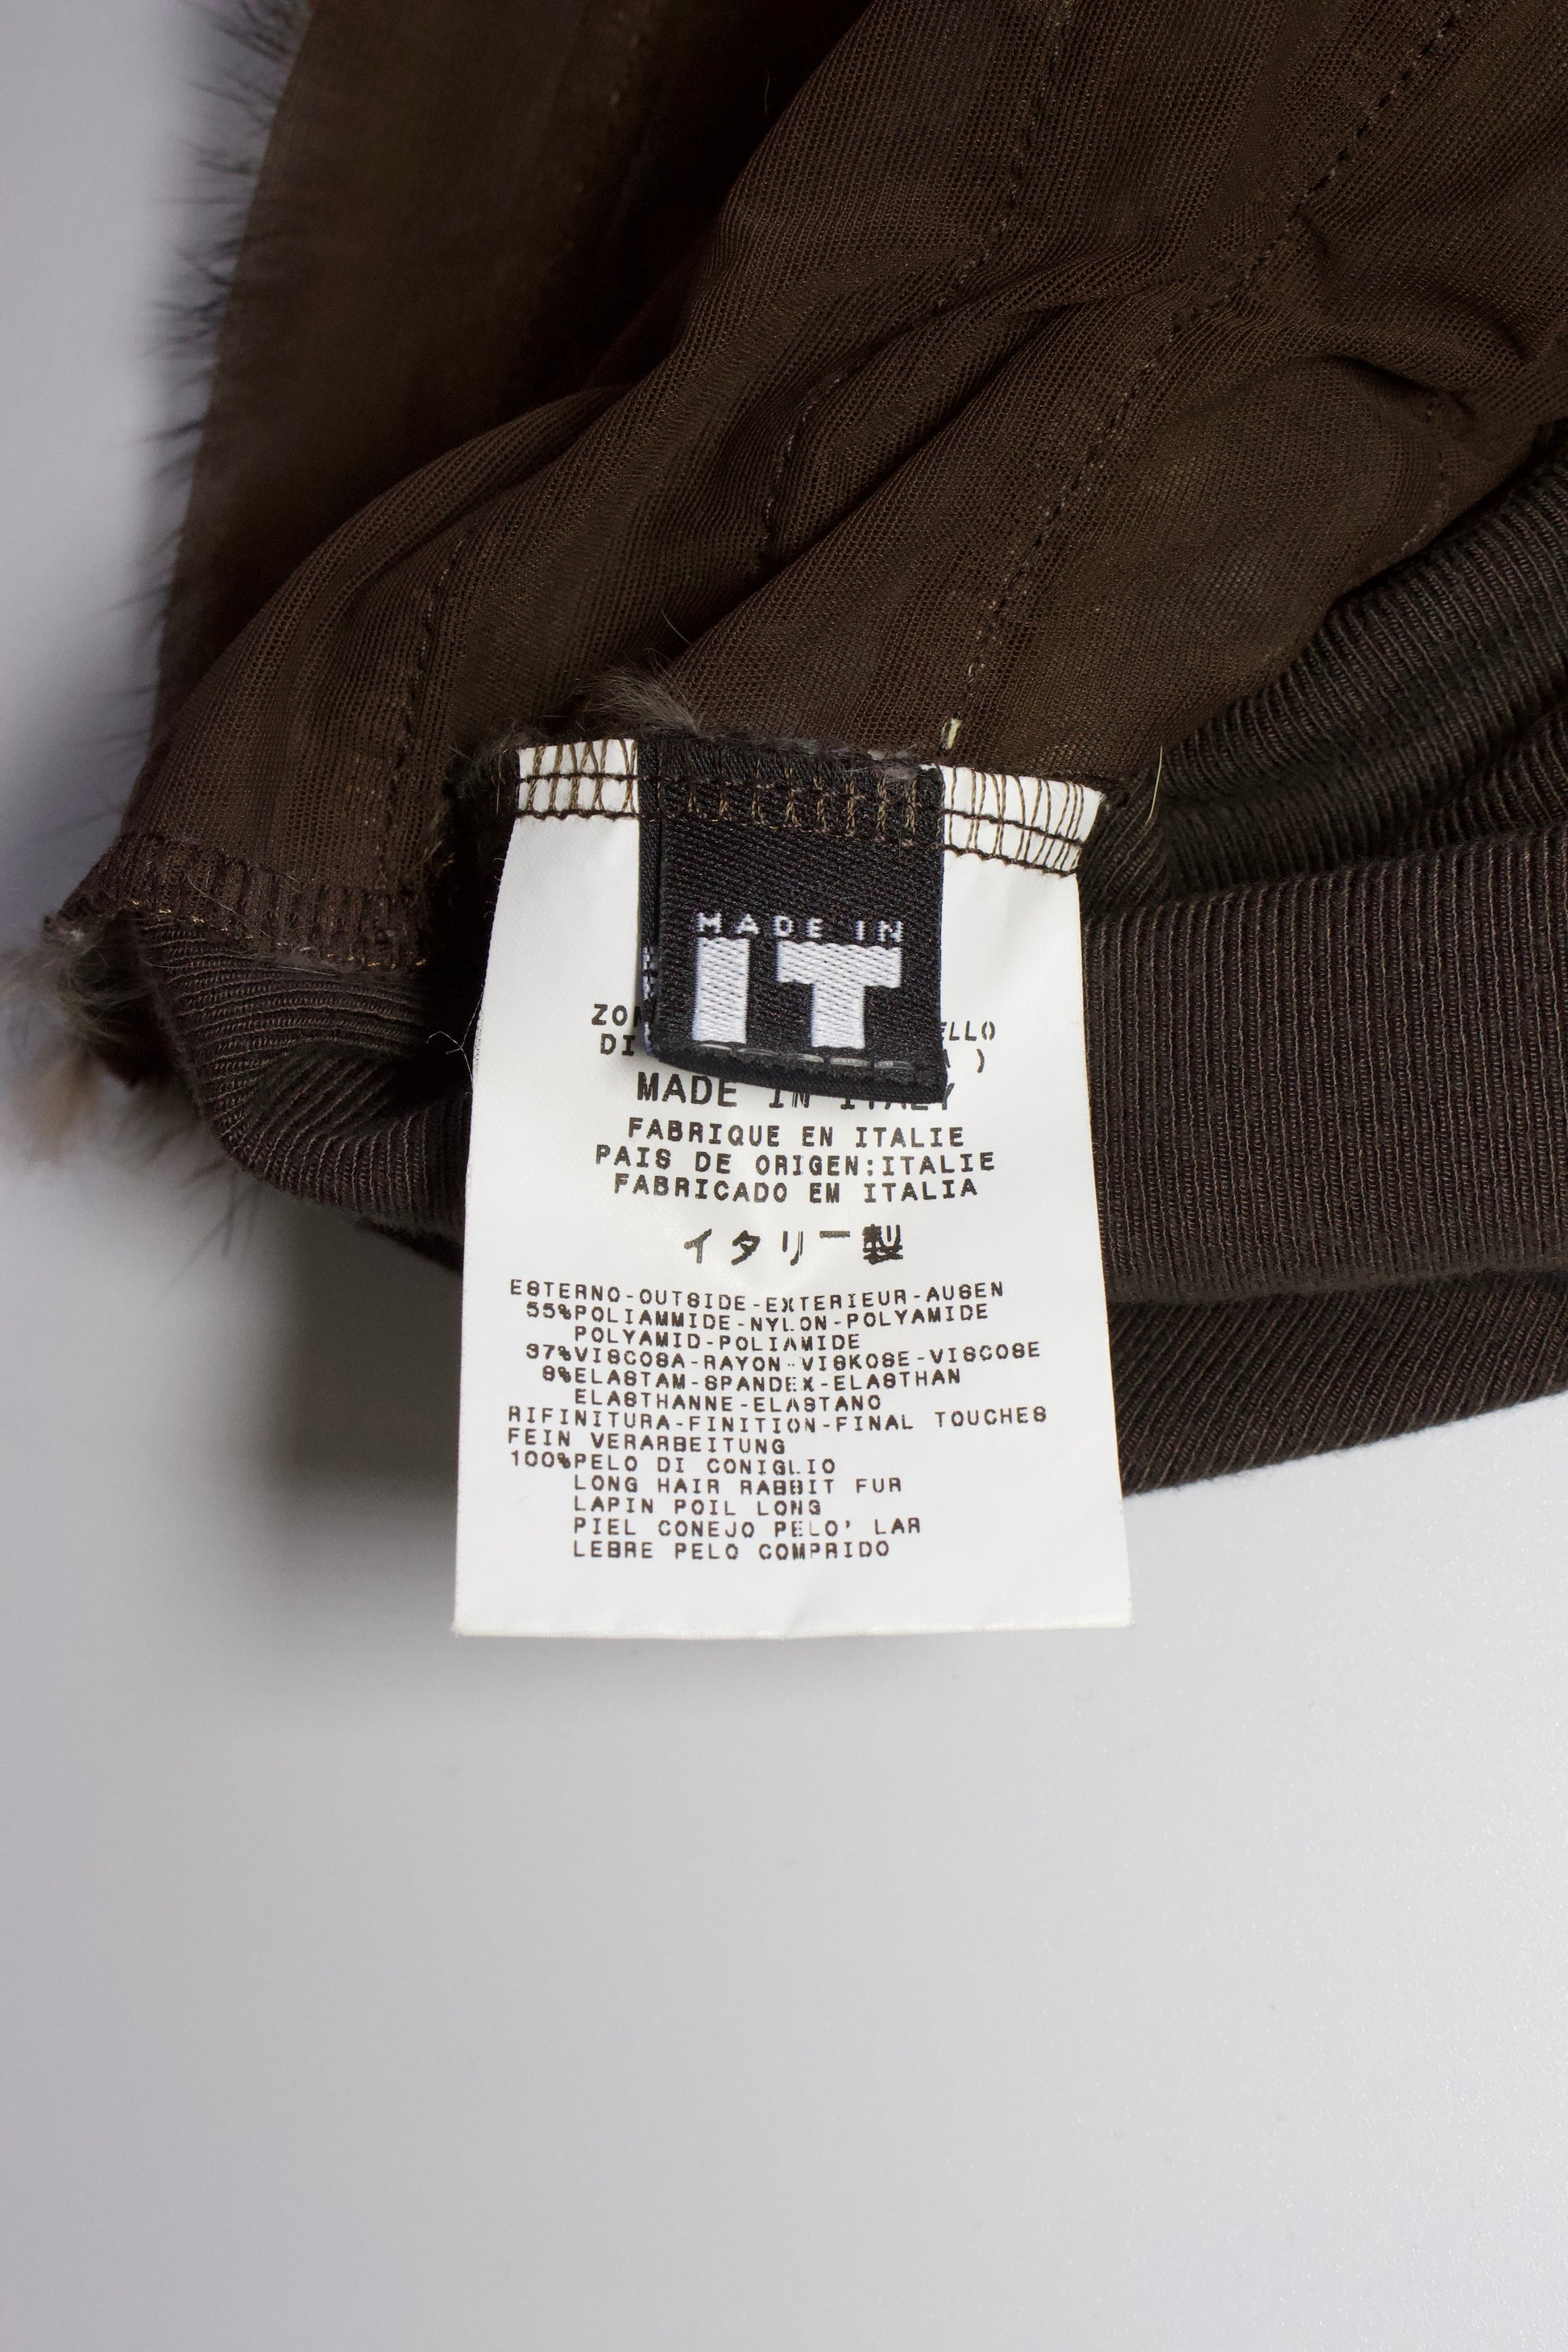 MADE IN
IT
DI
MADE IN ITALY
FABRIQUE EN ITALIE
PAIS DE ORIGEN:ITALIE
FABRICADO EM ITALIA
イタリー製
ESTERNO-OUTSIDE-EXTERIEUR-AUSEN
55%POLIAMMIDE-NYLON-POLYAMIDE
POLYAMID-POLIAMIDE
37%VISCOSA-RAYON-VISKOSE-VISCOSE
8%ELASTAM-SPANDEX-ELASTHAN
ELASTHANNE-ELASTANO
RIFINITURA-FINITION-FINAL TOUCHES
FEIN VERARBEITUNG
100%PELO DI CONIGLIO
LONG HAIR RABBIT FUR
LAPIN POIL LONG
PIEL CONEJO PELO' LAR
LEBRE PELO COMPRIDO